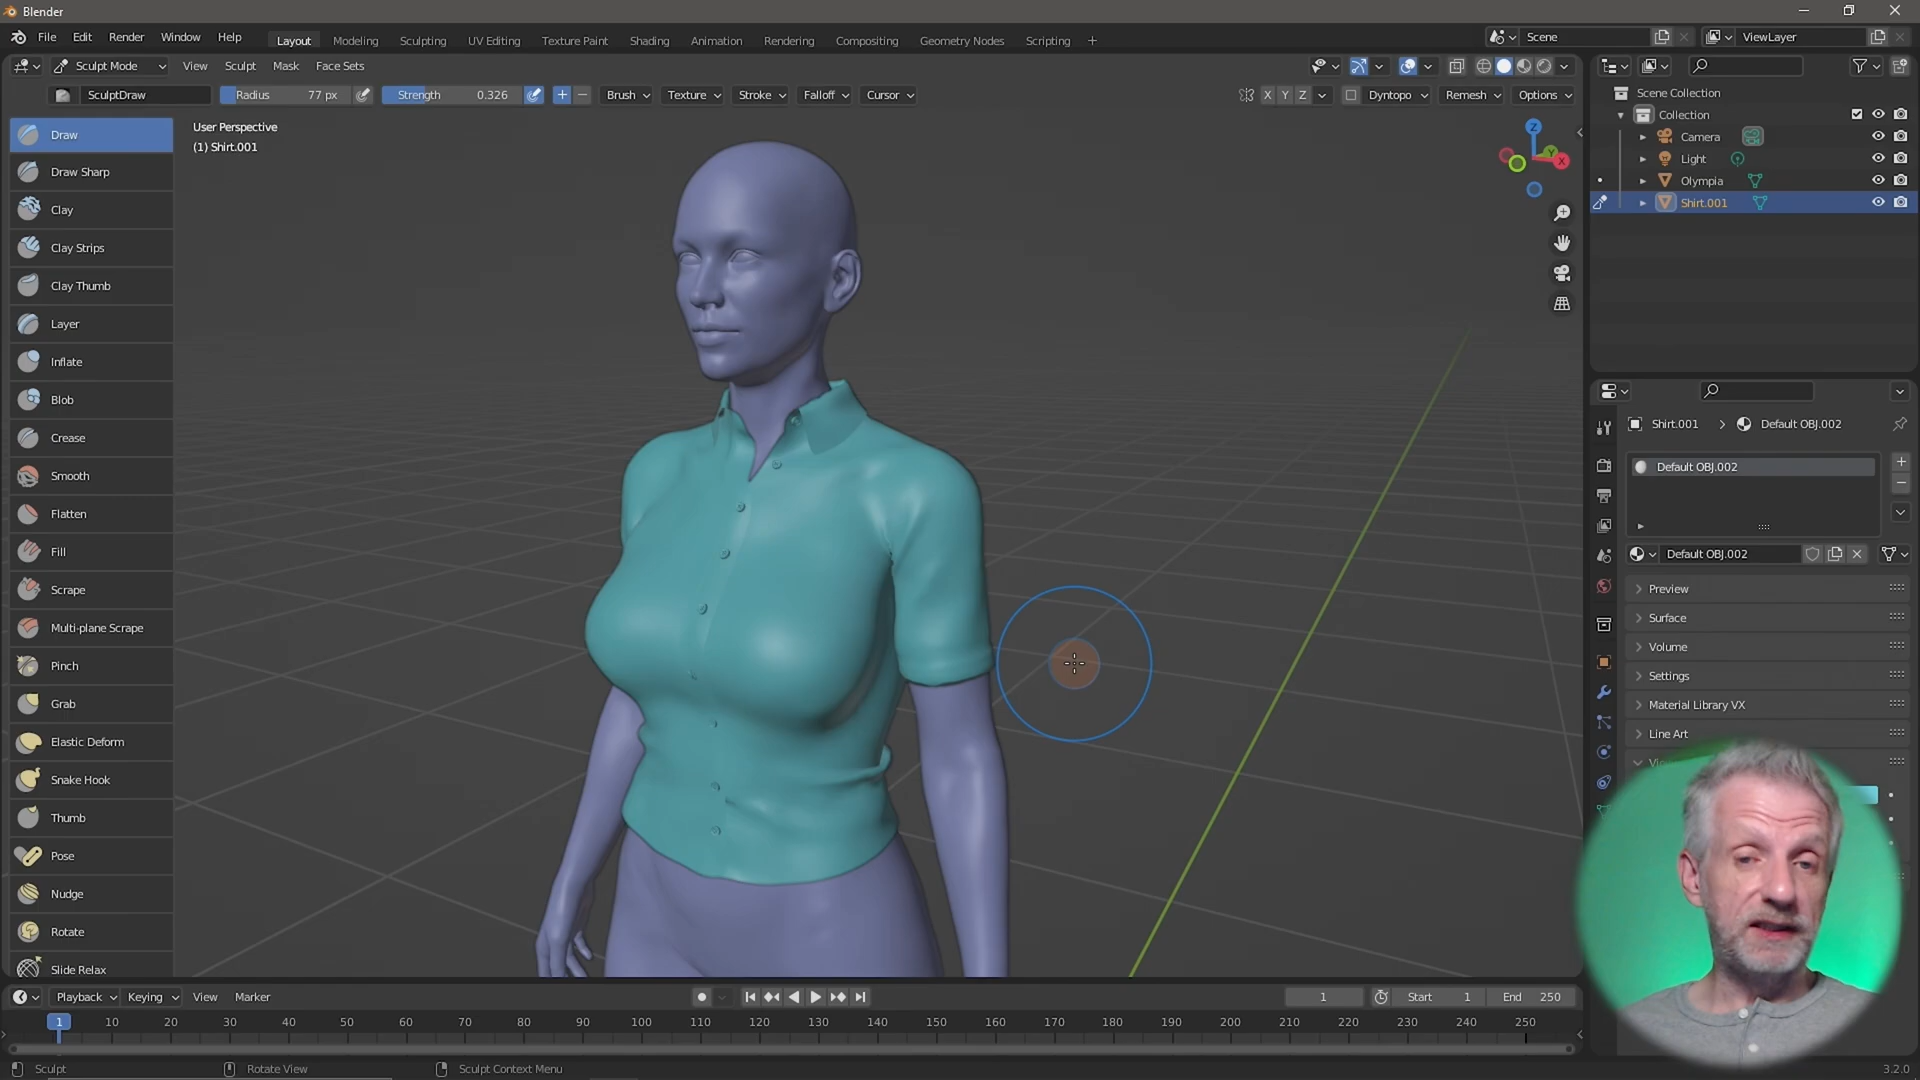 Blender
File Edit Render Window Help
Layout Modeling Sculpting UV Editing Texture Paint Shading Animation Rendering Compositing Geometry Nodes Scripting +
Scene
ViewLayer
Sculpt Mode View Sculpt Mask Face Sets
SculptDraw Radius 77 px Strength 0.326 Brush Texture Stroke Falloff Cursor X Y Z Dyntopo Remesh Options
User Perspective
(1) Shirt.001
Draw
Draw Sharp
Clay
Clay Strips
Clay Thumb
Layer
Inflate
Blob
Crease
Smooth
Flatten
Fill
Scrape
Multi-plane Scrape
Pinch
Grab
Elastic Deform
Snake Hook
Thumb
Pose
Nudge
Rotate
Slide Relax
Z
Y
X
Scene Collection
Collection
Camera
Light
Olympia
Shirt.001
Shirt.001 > Default OBJ.002
Default OBJ.002
Default OBJ.002
Preview
Surface
Volume
Settings
Material Library VX
Line Art
Playback Keying View Marker
1 Start 1 End 250
1 10 20 30 40 50 60 70 80 90 100 110 120 130 140 150 160 170 180 190 200 210 220 230 240 250
Sculpt Rotate View Sculpt Context Menu
3.2.0